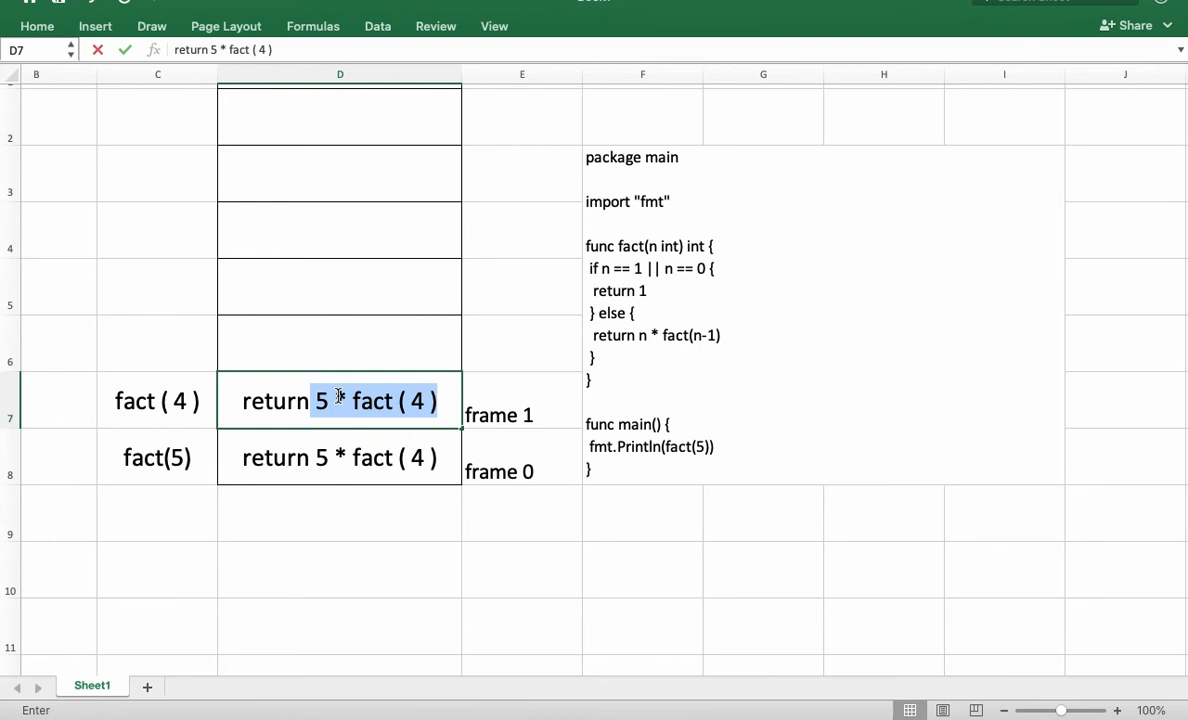 Home Insert Draw Page Layout Formulas Data Review View Share
D7 fx return 5 * fact ( 4 )
B C D E F G H I J
2
3
4
5
6
7
8
9
10
11
fact ( 4 ) return 5 * fact ( 4 ) frame 1
fact(5) return 5 * fact ( 4 ) frame 0
package main
import "fmt"
func fact(n int) int {
if n == 1 || n == 0 {
return 1
} else {
return n * fact(n-1)
}
}
func main() {
fmt.Println(fact(5))
}
Sheet1
Enter 100%